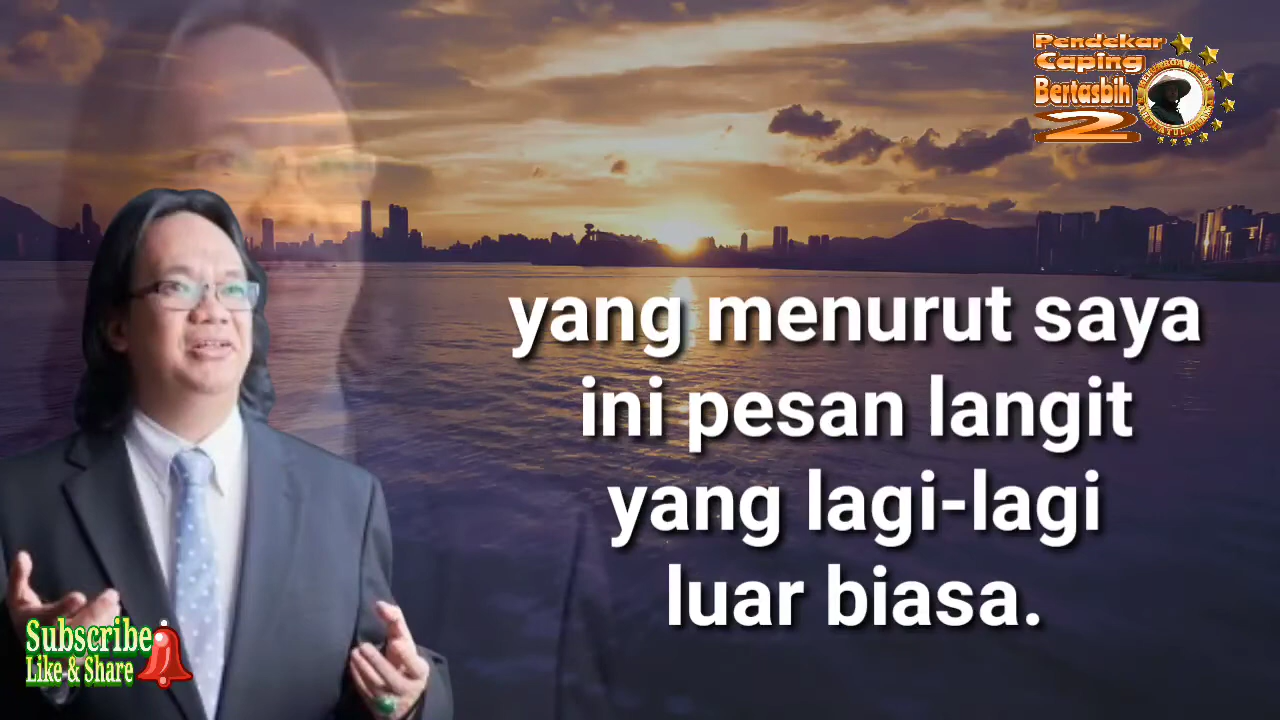 Pendekar
Caping
Bertasbih
2
yang menurut saya
ini pesan langit
yang lagi-lagi
luar biasa.
Subscribe
Like & Share